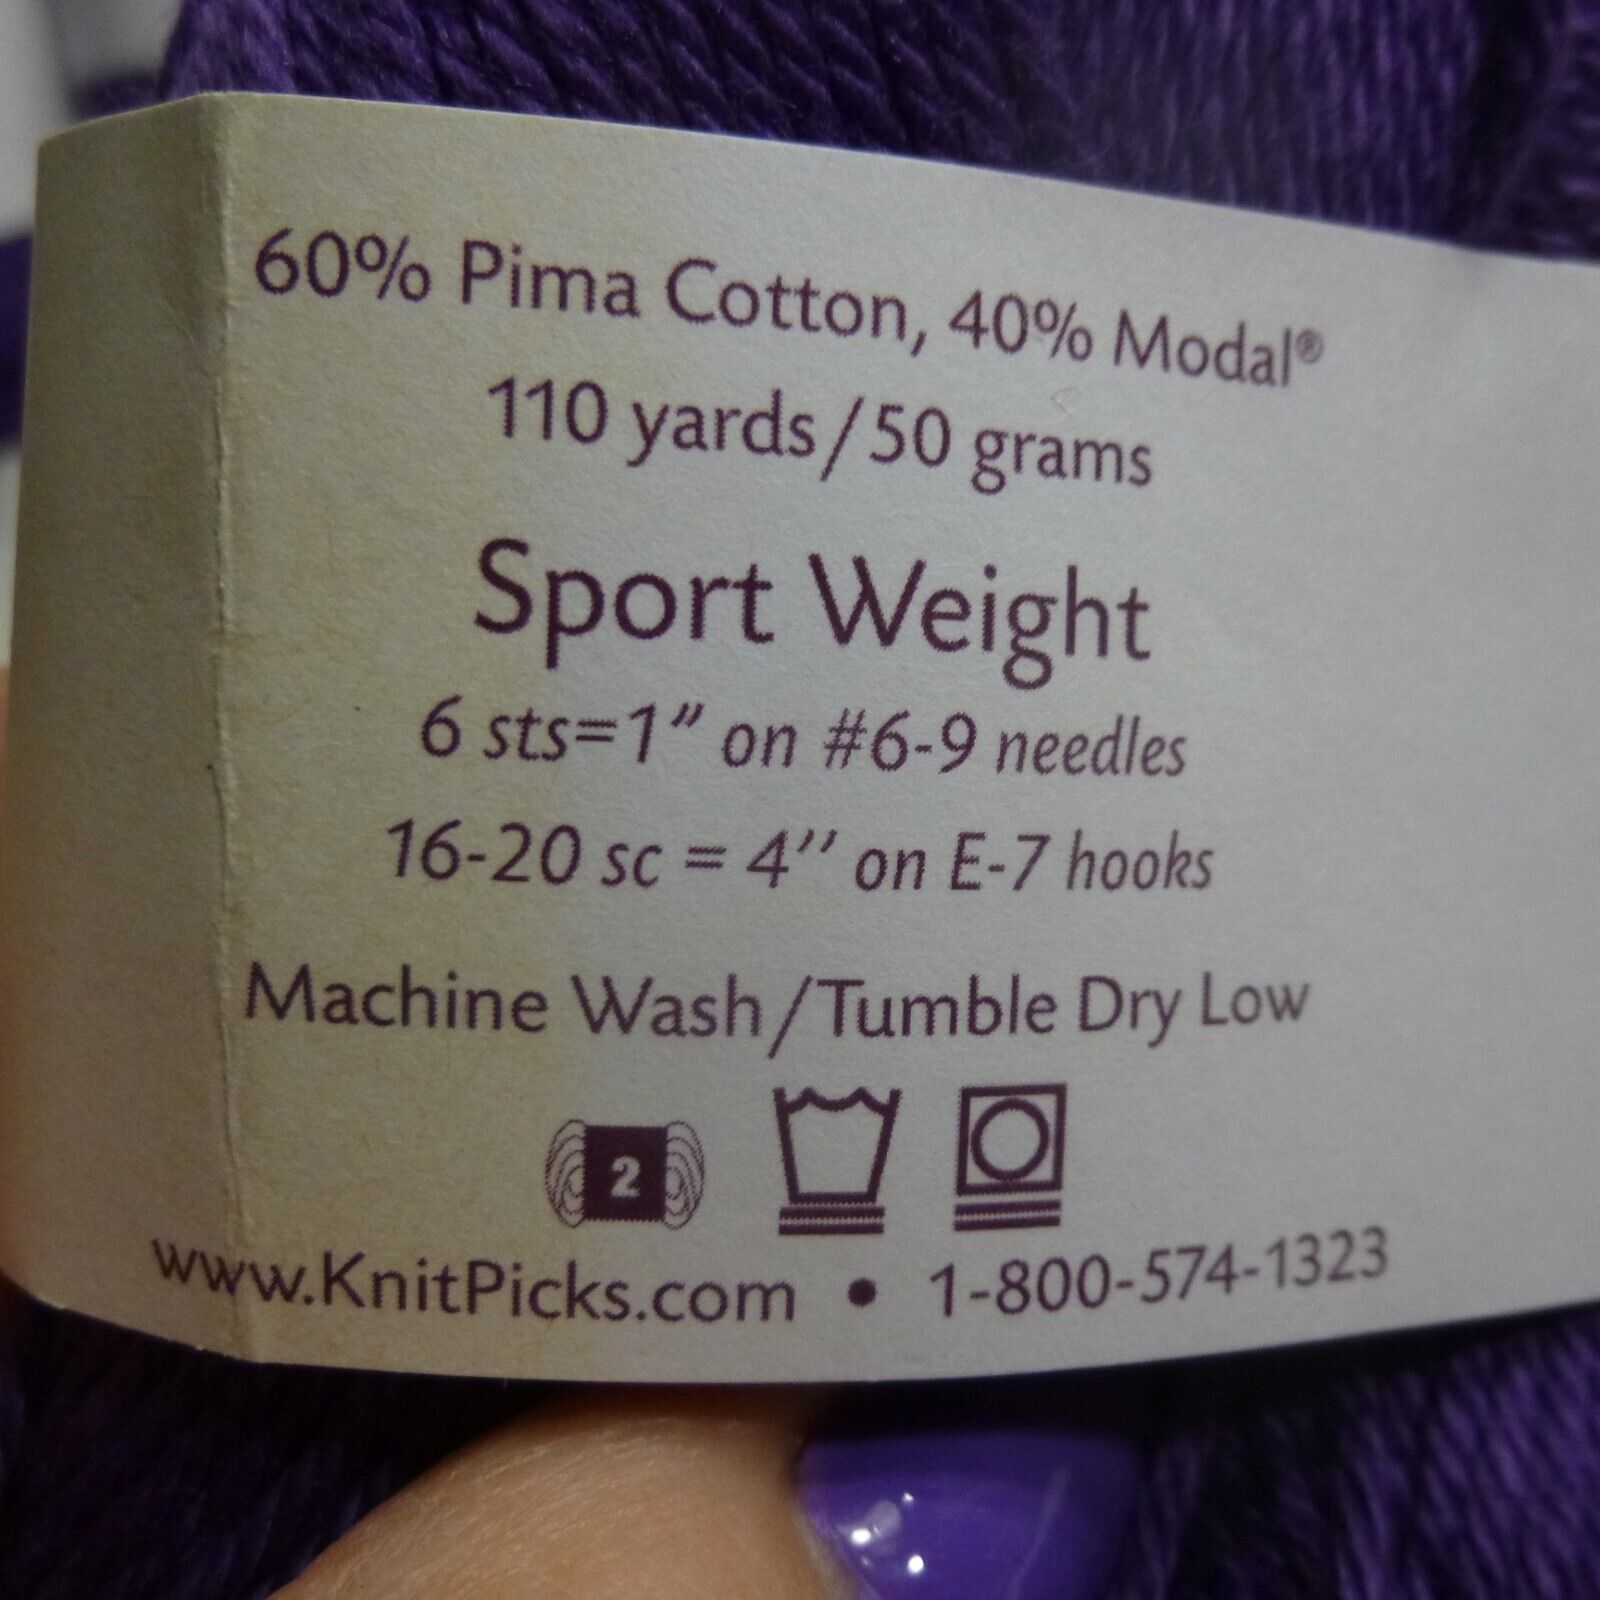 60% Pima Cotton, 40% Modal®
110 yards/50 grams
Sport Weight
6 sts=1" on #6-9 needles
16-20 sc = 4'' on E-7 hooks
Machine Wash/Tumble Dry Low
2
www.KnitPicks.com • 1-800-574-1323